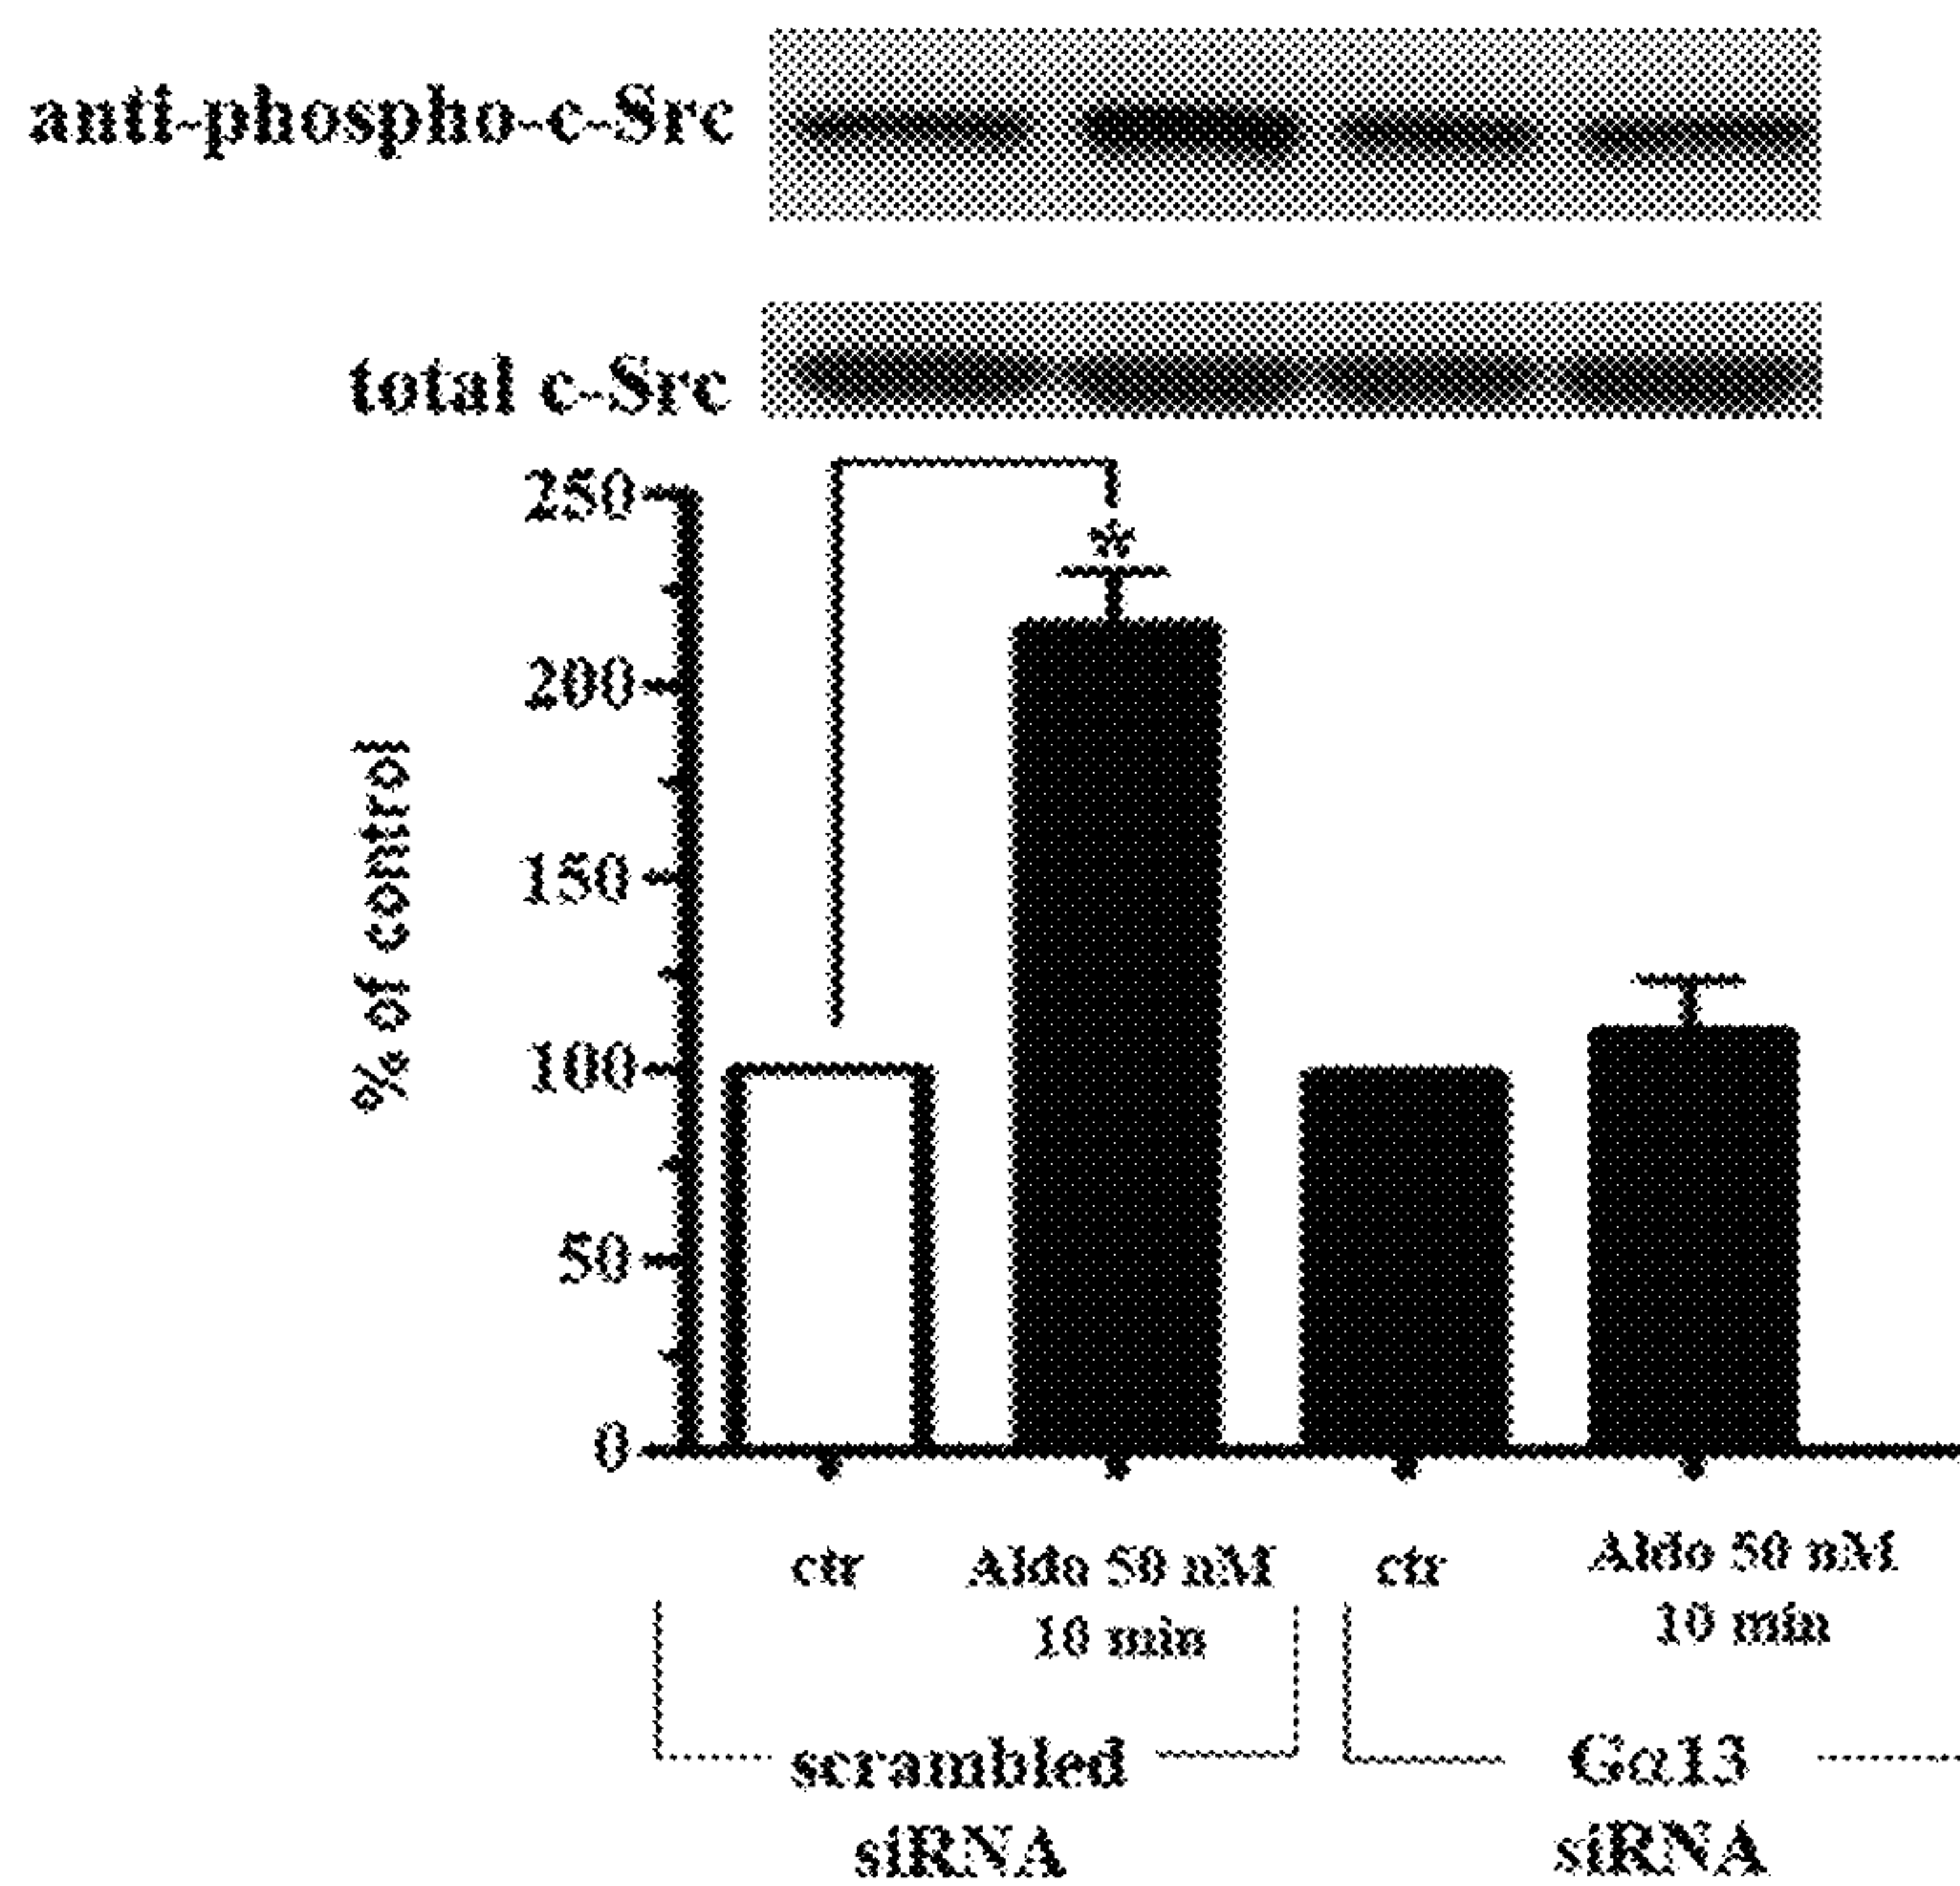 anti-phospho-c-Src
total c-Src
250
200
150
100
50
0
% of control
*
ctr
Aldo 50 nM
10 min
ctr
Aldo 50 nM
10 min
scrambled
siRNA
Gα13
siRNA